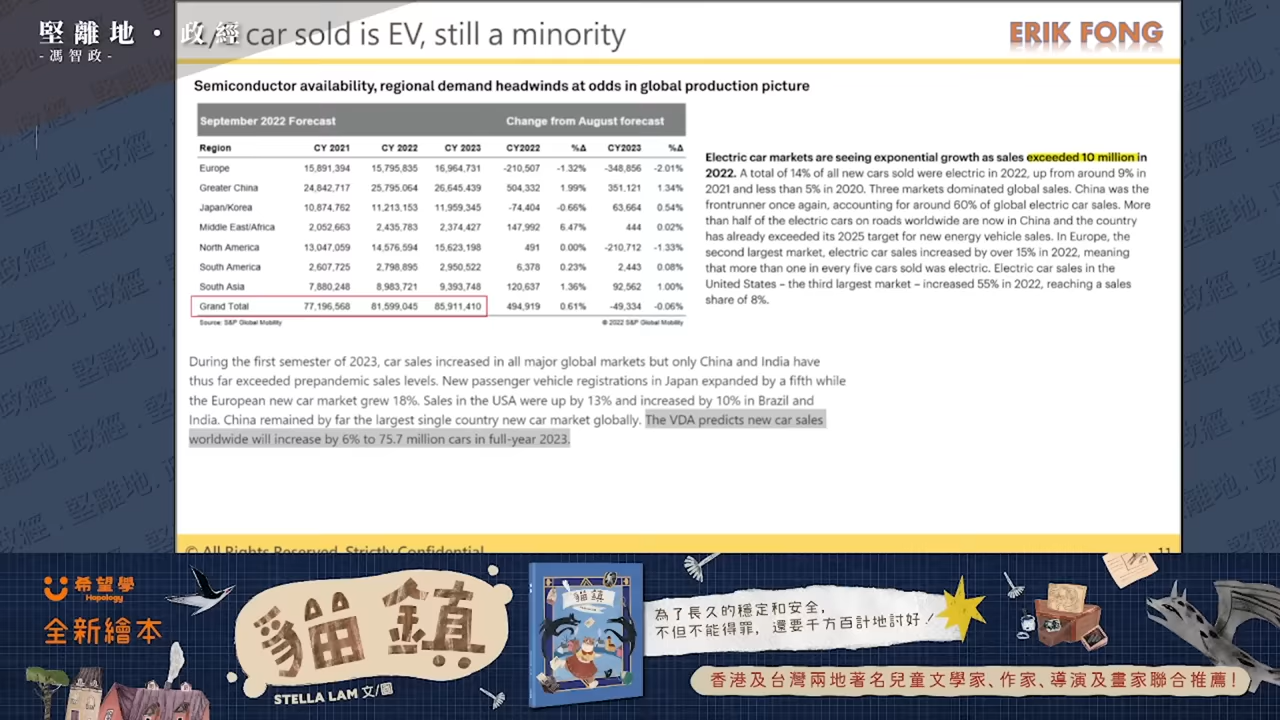 堅離地·政經
-馮智政-
car sold is EV, still a minority
ERIK FONG
Semiconductor availability, regional demand headwinds at odds in global production picture
September 2022 Forecast Change from August forecast
Region CY 2021 CY 2022 CY 2023 CY2022 %Δ CY2023 %Δ
Europe 15,891,394 15,795,835 16,964,731 -210,507 -1.32% -348,856 -2.01%
Greater China 24,842,717 25,795,064 26,645,439 504,332 1.99% 351,121 1.34%
Japan/Korea 10,874,762 11,213,153 11,959,345 -74,404 -0.66% 63,664 0.54%
Middle East/Africa 2,052,663 2,435,783 2,374,427 147,992 6.47% 444 0.02%
North America 13,047,059 14,576,594 15,623,198 491 0.00% -210,712 -1.33%
South America 2,607,725 2,798,895 2,950,522 6,378 0.23% 2,443 0.08%
South Asia 7,880,248 8,983,721 9,393,748 120,637 1.36% 92,562 1.00%
Grand Total 77,196,568 81,599,045 85,911,410 494,919 0.61% -49,334 -0.06%
Source: S&P Global Mobility © 2022 S&P Global Mobility
Electric car markets are seeing exponential growth as sales exceeded 10 million in
2022. A total of 14% of all new cars sold were electric in 2022, up from around 9% in
2021 and less than 5% in 2020. Three markets dominated global sales. China was the
frontrunner once again, accounting for around 60% of global electric car sales. More
than half of the electric cars on roads worldwide are now in China and the country
has already exceeded its 2025 target for new energy vehicle sales. In Europe, the
second largest market, electric car sales increased by over 15% in 2022, meaning
that more than one in every five cars sold was electric. Electric car sales in the
United States – the third largest market – increased 55% in 2022, reaching a sales
share of 8%.
During the first semester of 2023, car sales increased in all major global markets but only China and India have
thus far exceeded prepandemic sales levels. New passenger vehicle registrations in Japan expanded by a fifth while
the European new car market grew 18%. Sales in the USA were up by 13% and increased by 10% in Brazil and
India. China remained by far the largest single country new car market globally. The VDA predicts new car sales
worldwide will increase by 6% to 75.7 million cars in full-year 2023.
© All Rights Reserved. Strictly Confidential
11
希望學
Hopology
全新繪本
貓鎮
STELLA LAM 文/圖
貓鎮
為了長久的穩定和安全，
不但不能得罪，還要千方百計地討好！
香港及台灣兩地著名兒童文學家、作家、導演及畫家聯合推薦！